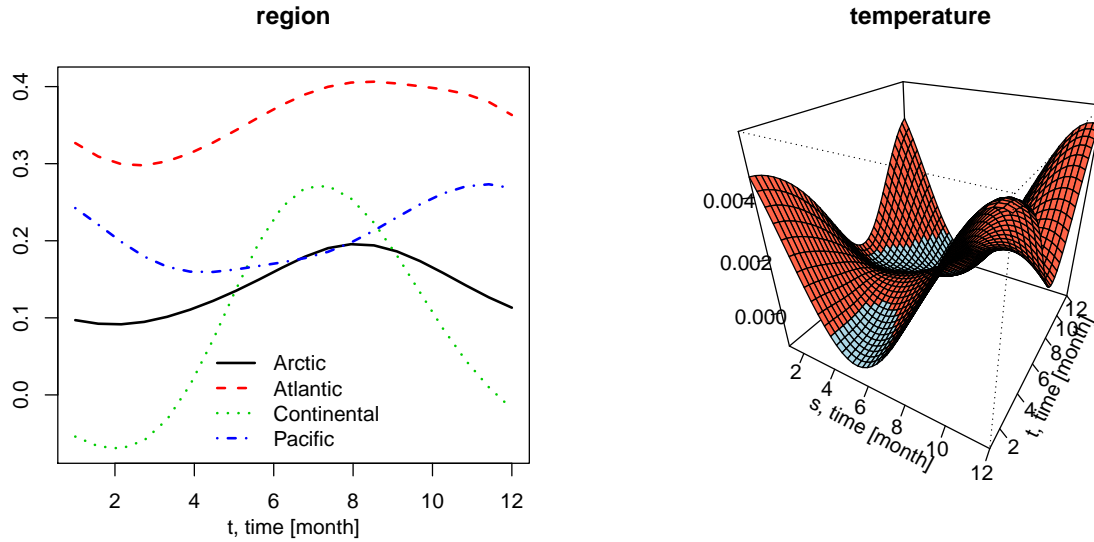 region
0.4
0.3
0.2
0.1
0.0
Arctic
Atlantic
Continental
Pacific
2
4
6
8
10
12
t, time [month]
temperature
0.004
0.002
0.000
2
4
6
8
10
12
s, time [month]
2
4
6
8
10
12
t, time [month]